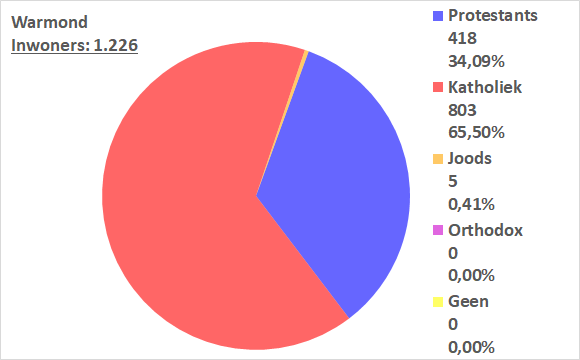 Warmond
Inwoners: 1.226
Protestants
418
34,09%
Katholiek
803
65,50%
Joods
5
0,41%
Orthodox
0
0,00%
Geen
0
0,00%